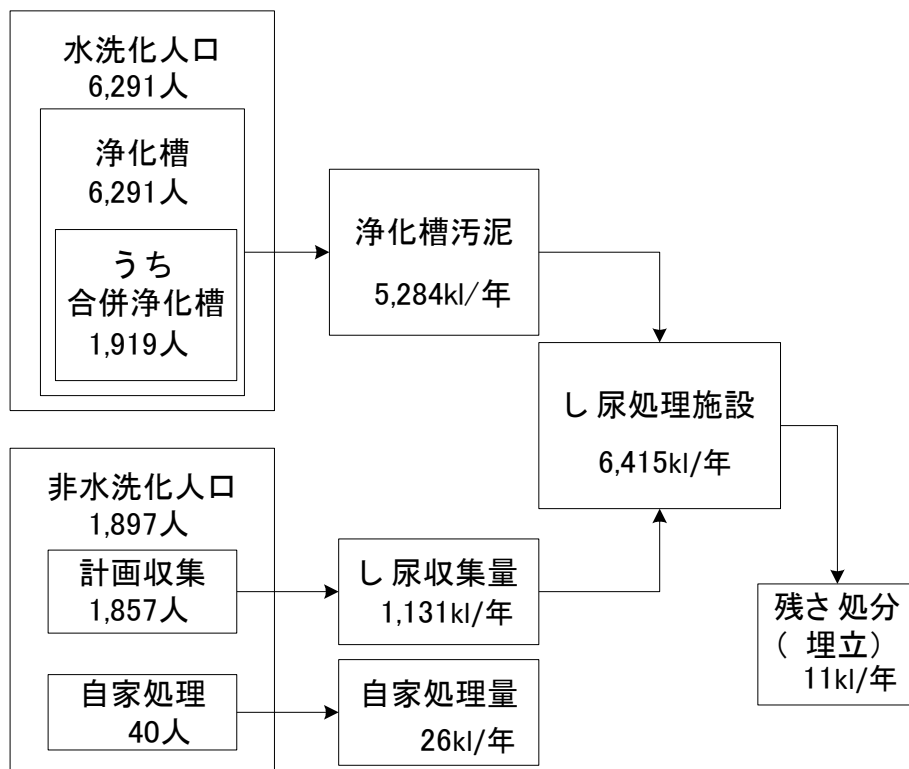 水洗化人口
6,291人
浄化槽
6,291人
うち
合併浄化槽
1,919人
浄化槽汚泥
5,284kl/年
し尿処理施設
6,415kl/年
非水洗化人口
1,897人
計画収集
1,857人
し尿収集量
1,131kl/年
自家処理
40人
自家処理量
26kl/年
残さ処分
(埋立)
11kl/年